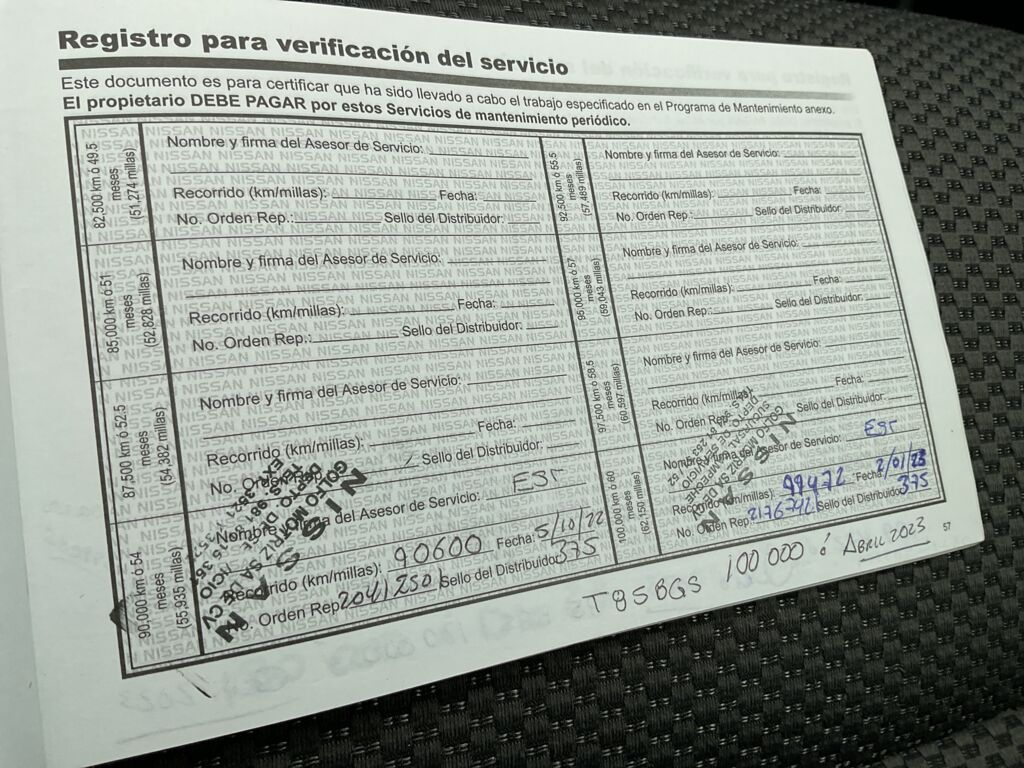 Registro para verificación del servicio
Este documento es para certificar que ha sido llevado a cabo el trabajo especificado en el Programa de Mantenimiento anexo.
El propietario DEBE PAGAR por estos Servicios de mantenimiento periódico.
82,500 km ó 49.5
meses
(51,274 millas)
Nombre y firma del Asesor de Servicio:
Recorrido (km/millas): Fecha:
No. Orden Rep.: Sello del Distribuidor:
85,000 km ó 51
meses
(52,828 millas)
Nombre y firma del Asesor de Servicio:
Recorrido (km/millas): Fecha:
No. Orden Rep.: Sello del Distribuidor:
87,500 km ó 52.5
meses
(54,382 millas)
Nombre y firma del Asesor de Servicio:
Recorrido (km/millas): Fecha:
No. Orden Rep. Sello del Distribuidor:
90,000 km ó 54
meses
(55,935 millas)
Nombre y firma del Asesor de Servicio:
Recorrido (km/millas): 90600 Fecha: 5/10/22
Orden Rep 2041250 Sello del Distribuidor: 375
NISSAN
92,500 km ó 55.5
meses
(57,489 millas)
Nombre y firma del Asesor de Servicio:
Recorrido (km/millas): Fecha:
No. Orden Rep.: Sello del Distribuidor:
95,000 km ó 57
meses
(59,043 millas)
Nombre y firma del Asesor de Servicio:
Recorrido (km/millas): Fecha:
No. Orden Rep.: Sello del Distribuidor:
97,500 km ó 58.5
meses
(60,597 millas)
Nombre y firma del Asesor de Servicio:
Recorrido (km/millas): Fecha:
No. Orden Rep. Sello del Distribuidor:
100,000 km ó 60
meses
(62,150 millas)
Nombre y firma del Asesor de Servicio:
Recorrido (km/millas): 99472 Fecha: 2/01/23
No. Orden Rep. 2176742 Sello del Distribuidor: 375
NISSAN
57
100 000 ó ABRIL 2023